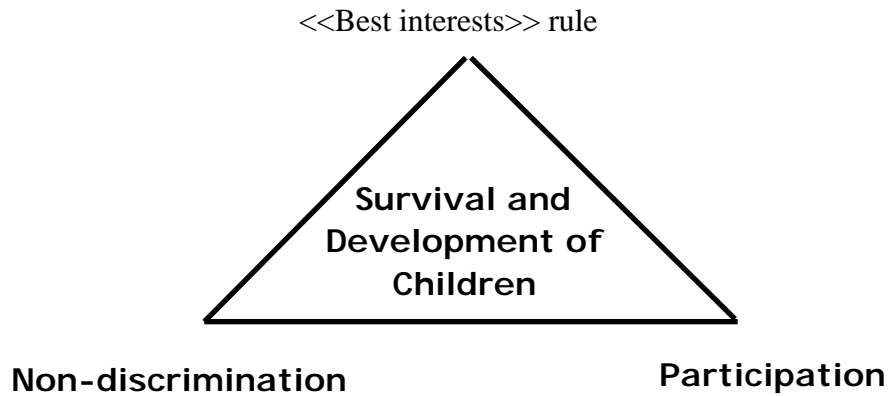 <<Best interests>> rule
Survival and
Development of
Children
Non-discrimination
Participation